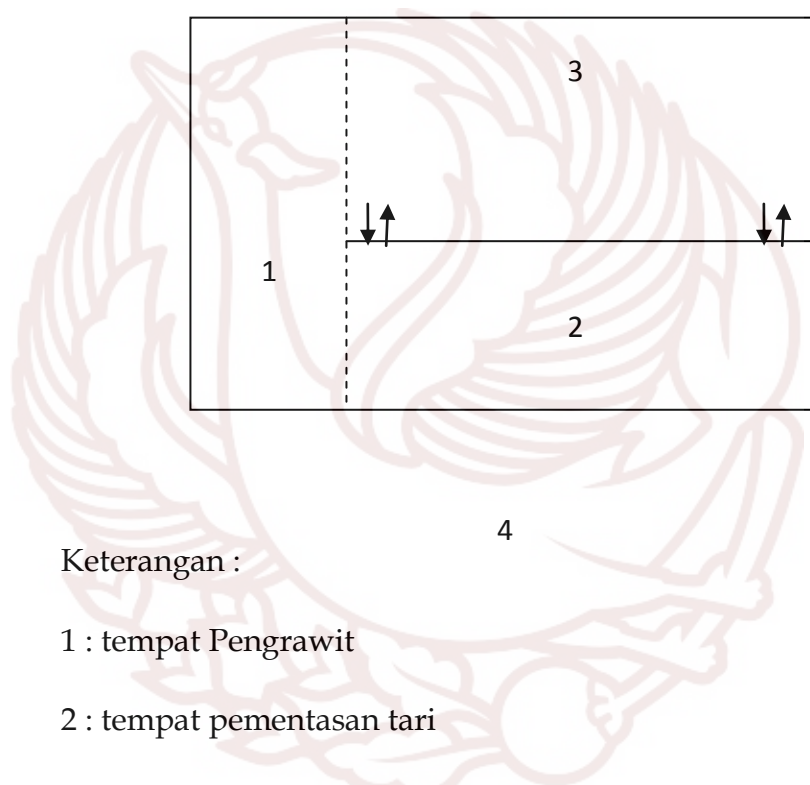 3
1
2
4
Keterangan :
1 : tempat Pengrawit
2 : tempat pementasan tari